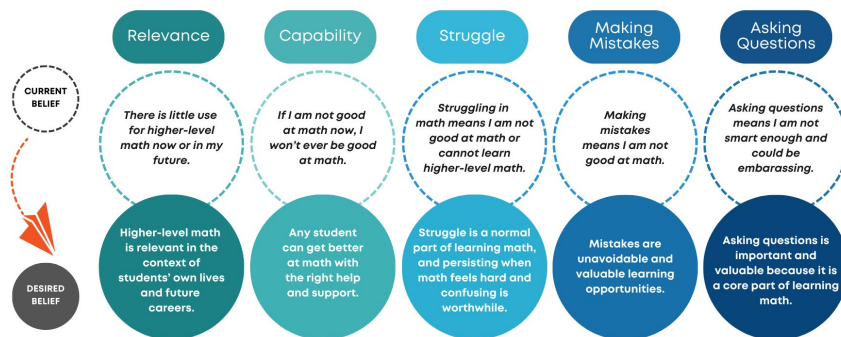 Relevance
Capability
Struggle
Making
Mistakes
Asking
Questions
CURRENT
BELIEF
There is little use
for higher-level
math now or in my
future.
If I am not good
at math now, I
won't ever be good
at math.
Struggling in
math means I am not
good at math or
cannot learn
higher-level math.
Making
mistakes
means I am not
good at math.
Asking questions
means I am not
smart enough and
could be
embarassing.
DESIRED
BELIEF
Higher-level math
is relevant in the
context of
students' own lives
and future
careers.
Any student
can get better
at math with
the right help
and support.
Struggle is a normal
part of learning math,
and persisting when
math feels hard and
confusing is
worthwhile.
Mistakes are
unavoidable and
valuable learning
opportunities.
Asking questions is
important and
valuable because it is
a core part of learning
math.